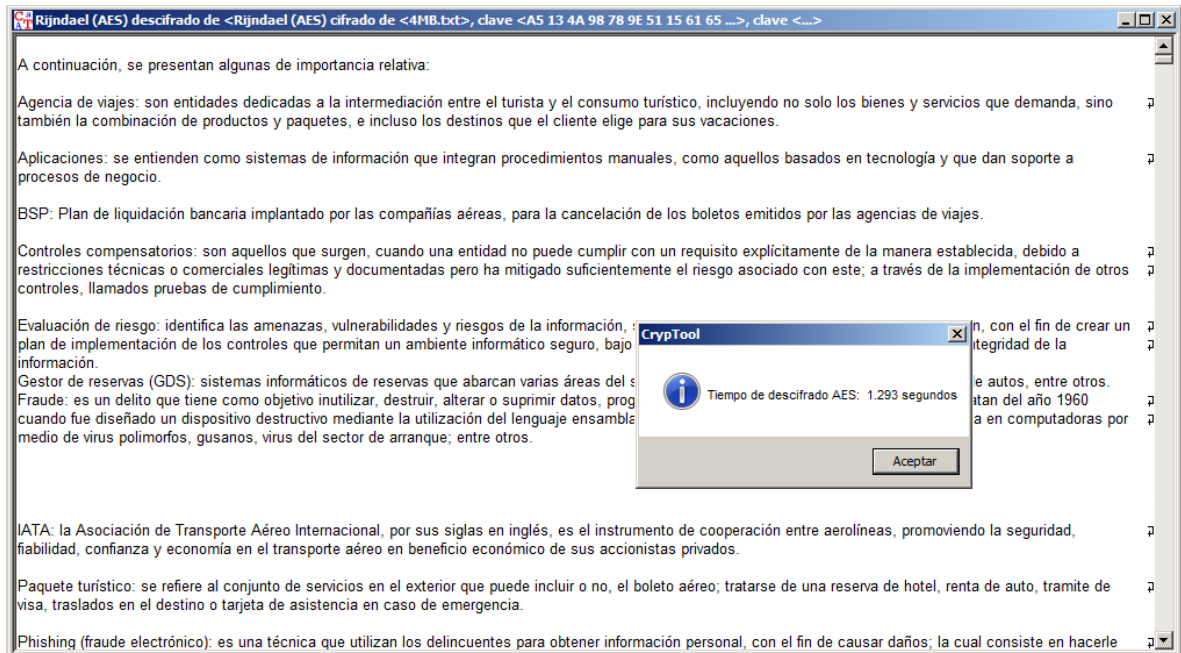 Rijndael (AES) descifrado de <Rijndael (AES) cifrado de <4MB.txt>, clave <A5 13 4A 98 78 9E 51 15 61 65 ...>, clave <...>
A continuación, se presentan algunas de importancia relativa:
Agencia de viajes: son entidades dedicadas a la intermediación entre el turista y el consumo turístico, incluyendo no solo los bienes y servicios que demanda, sino
también la combinación de productos y paquetes, e incluso los destinos que el cliente elige para sus vacaciones.
Aplicaciones: se entienden como sistemas de información que integran procedimientos manuales, como aquellos basados en tecnología y que dan soporte a
procesos de negocio.
BSP: Plan de liquidación bancaria implantado por las compañías aéreas, para la cancelación de los boletos emitidos por las agencias de viajes.
Controles compensatorios: son aquellos que surgen, cuando una entidad no puede cumplir con un requisito explícitamente de la manera establecida, debido a
restricciones técnicas o comerciales legítimas y documentadas pero ha mitigado suficientemente el riesgo asociado con este; a través de la implementación de otros
controles, llamados pruebas de cumplimiento.
Evaluación de riesgo: identifica las amenazas, vulnerabilidades y riesgos de la información, n, con el fin de crear un
plan de implementación de los controles que permitan un ambiente informático seguro, bajo ntegridad de la
información.
Gestor de reservas (GDS): sistemas informáticos de reservas que abarcan varias áreas del s e autos, entre otros.
Fraude: es un delito que tiene como objetivo inutilizar, destruir, alterar o suprimir datos, prog atan del año 1960
cuando fue diseñado un dispositivo destructivo mediante la utilización del lenguaje ensambla a en computadoras por
medio de virus polimorfos, gusanos, virus del sector de arranque; entre otros.
CrypTool
Tiempo de descifrado AES: 1.293 segundos
Aceptar
IATA: la Asociación de Transporte Aéreo Internacional, por sus siglas en inglés, es el instrumento de cooperación entre aerolíneas, promoviendo la seguridad,
fiabilidad, confianza y economía en el transporte aéreo en beneficio económico de sus accionistas privados.
Paquete turístico: se refiere al conjunto de servicios en el exterior que puede incluir o no, el boleto aéreo; tratarse de una reserva de hotel, renta de auto, tramite de
visa, traslados en el destino o tarjeta de asistencia en caso de emergencia.
Phishing (fraude electrónico): es una técnica que utilizan los delincuentes para obtener información personal, con el fin de causar daños; la cual consiste en hacerle